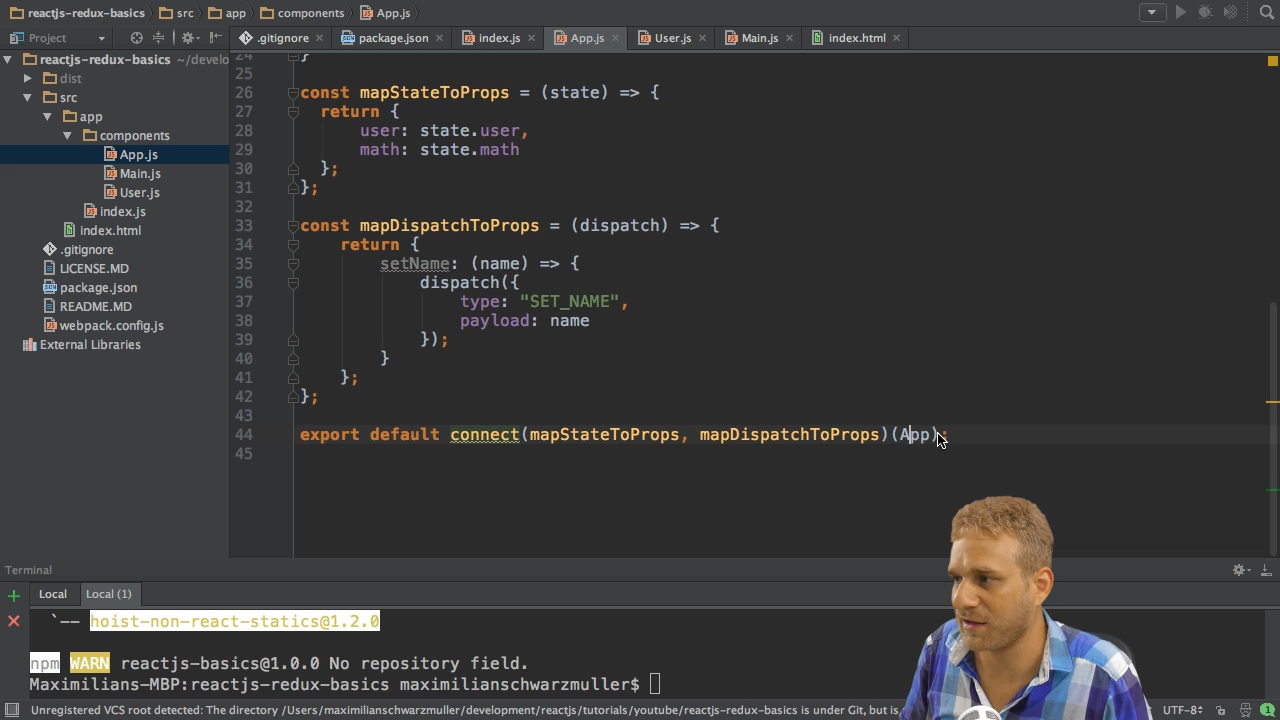 reactjs-redux-basics src app components App.js
Project
.gitignore package.json index.js App.js User.js Main.js index.html
reactjs-redux-basics ~/develo
dist
src
app
components
App.js
Main.js
User.js
index.js
index.html
.gitignore
LICENSE.MD
package.json
README.MD
webpack.config.js
External Libraries
24 }
25
26 const mapStateToProps = (state) => {
27 return {
28 user: state.user,
29 math: state.math
30 };
31 };
32
33 const mapDispatchToProps = (dispatch) => {
34 return {
35 setName: (name) => {
36 dispatch({
37 type: "SET_NAME",
38 payload: name
39 });
40 }
41 };
42 };
43
44 export default connect(mapStateToProps, mapDispatchToProps)(App);
45
Terminal
Local Local (1)
`-- hoist-non-react-statics@1.2.0
npm WARN reactjs-basics@1.0.0 No repository field.
Maximilians-MBP:reactjs-redux-basics maximilianschwarzmuller$
Unregistered VCS root detected: The directory /Users/maximilianschwarzmuller/development/reactjs/tutorials/youtube/reactjs-redux-basics is under Git, but is UTF-8 1